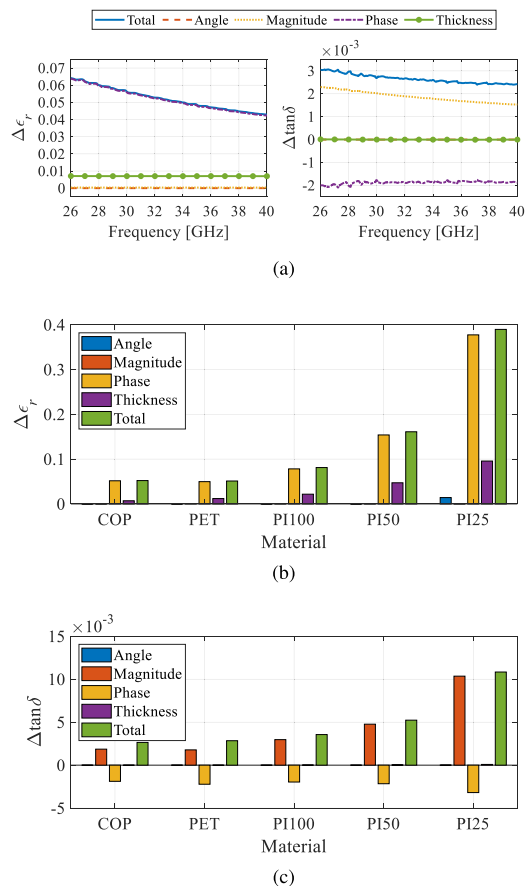 Total Angle Magnitude Phase Thickness
×10⁻³
0.07
0.06
0.05
0.04
0.03
0.02
0.01
0
Δϵr
26 28 30 32 34 36 38 40
Frequency [GHz]
3
2
1
0
-1
-2
Δtanδ
26 28 30 32 34 36 38 40
Frequency [GHz]
(a)
0.4
0.3
0.2
0.1
0
Δϵr
Angle
Magnitude
Phase
Thickness
Total
COP PET PI100 PI50 PI25
Material
(b)
×10⁻³
15
10
5
0
-5
Δtanδ
Angle
Magnitude
Phase
Thickness
Total
COP PET PI100 PI50 PI25
Material
(c)